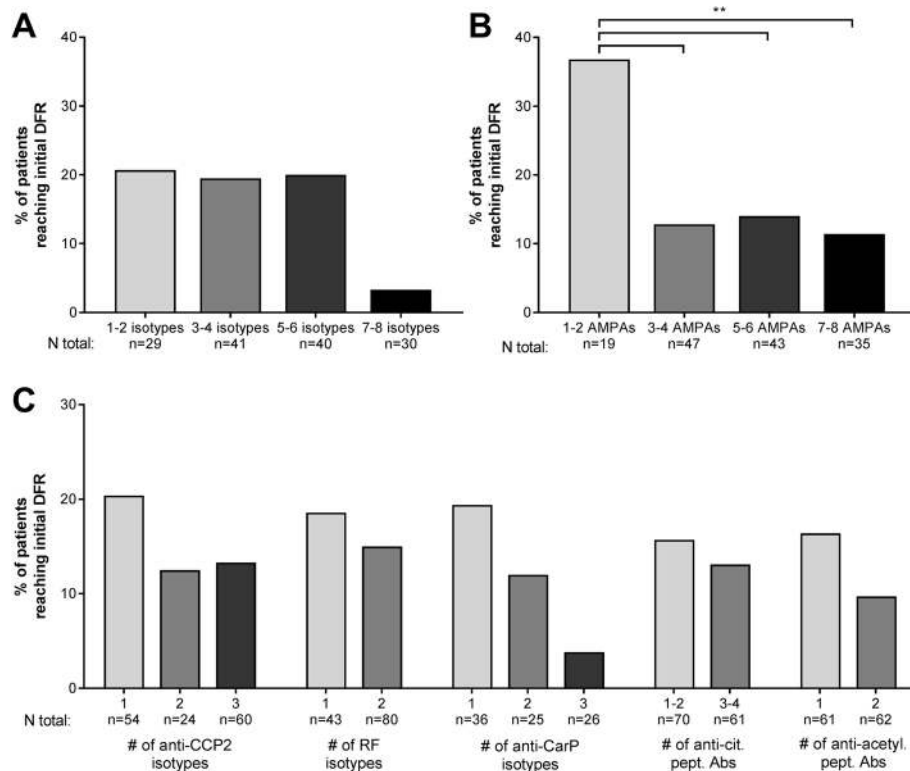 A
% of patients
reaching initial DFR
40
30
20
10
0
1-2 isotypes 3-4 isotypes 5-6 isotypes 7-8 isotypes
N total: n=29 n=41 n=40 n=30
B
**
% of patients
reaching initial DFR
40
30
20
10
0
1-2 AMPAs 3-4 AMPAs 5-6 AMPAs 7-8 AMPAs
n=19 n=47 n=43 n=35
C
% of patients
reaching initial DFR
30
20
10
0
1 2 3 1 2 1 2 3 1-2 3-4 1 2
N total: n=54 n=24 n=60 n=43 n=80 n=36 n=25 n=26 n=70 n=61 n=61 n=62
# of anti-CCP2
isotypes
# of RF
isotypes
# of anti-CarP
isotypes
# of anti-cit.
pept. Abs
# of anti-acetyl.
pept. Abs